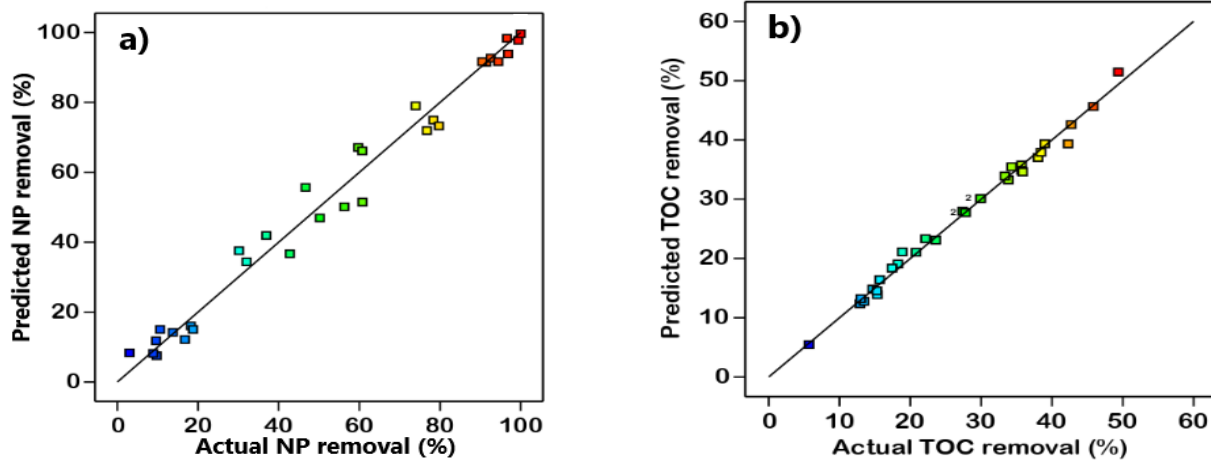 a)
Predicted NP removal (%)
100
80
60
40
20
0
0 20 40 60 80 100
Actual NP removal (%)
b)
Predicted TOC removal (%)
60
50
40
30
20
10
0
2
2
0 10 20 30 40 50 60
Actual TOC removal (%)